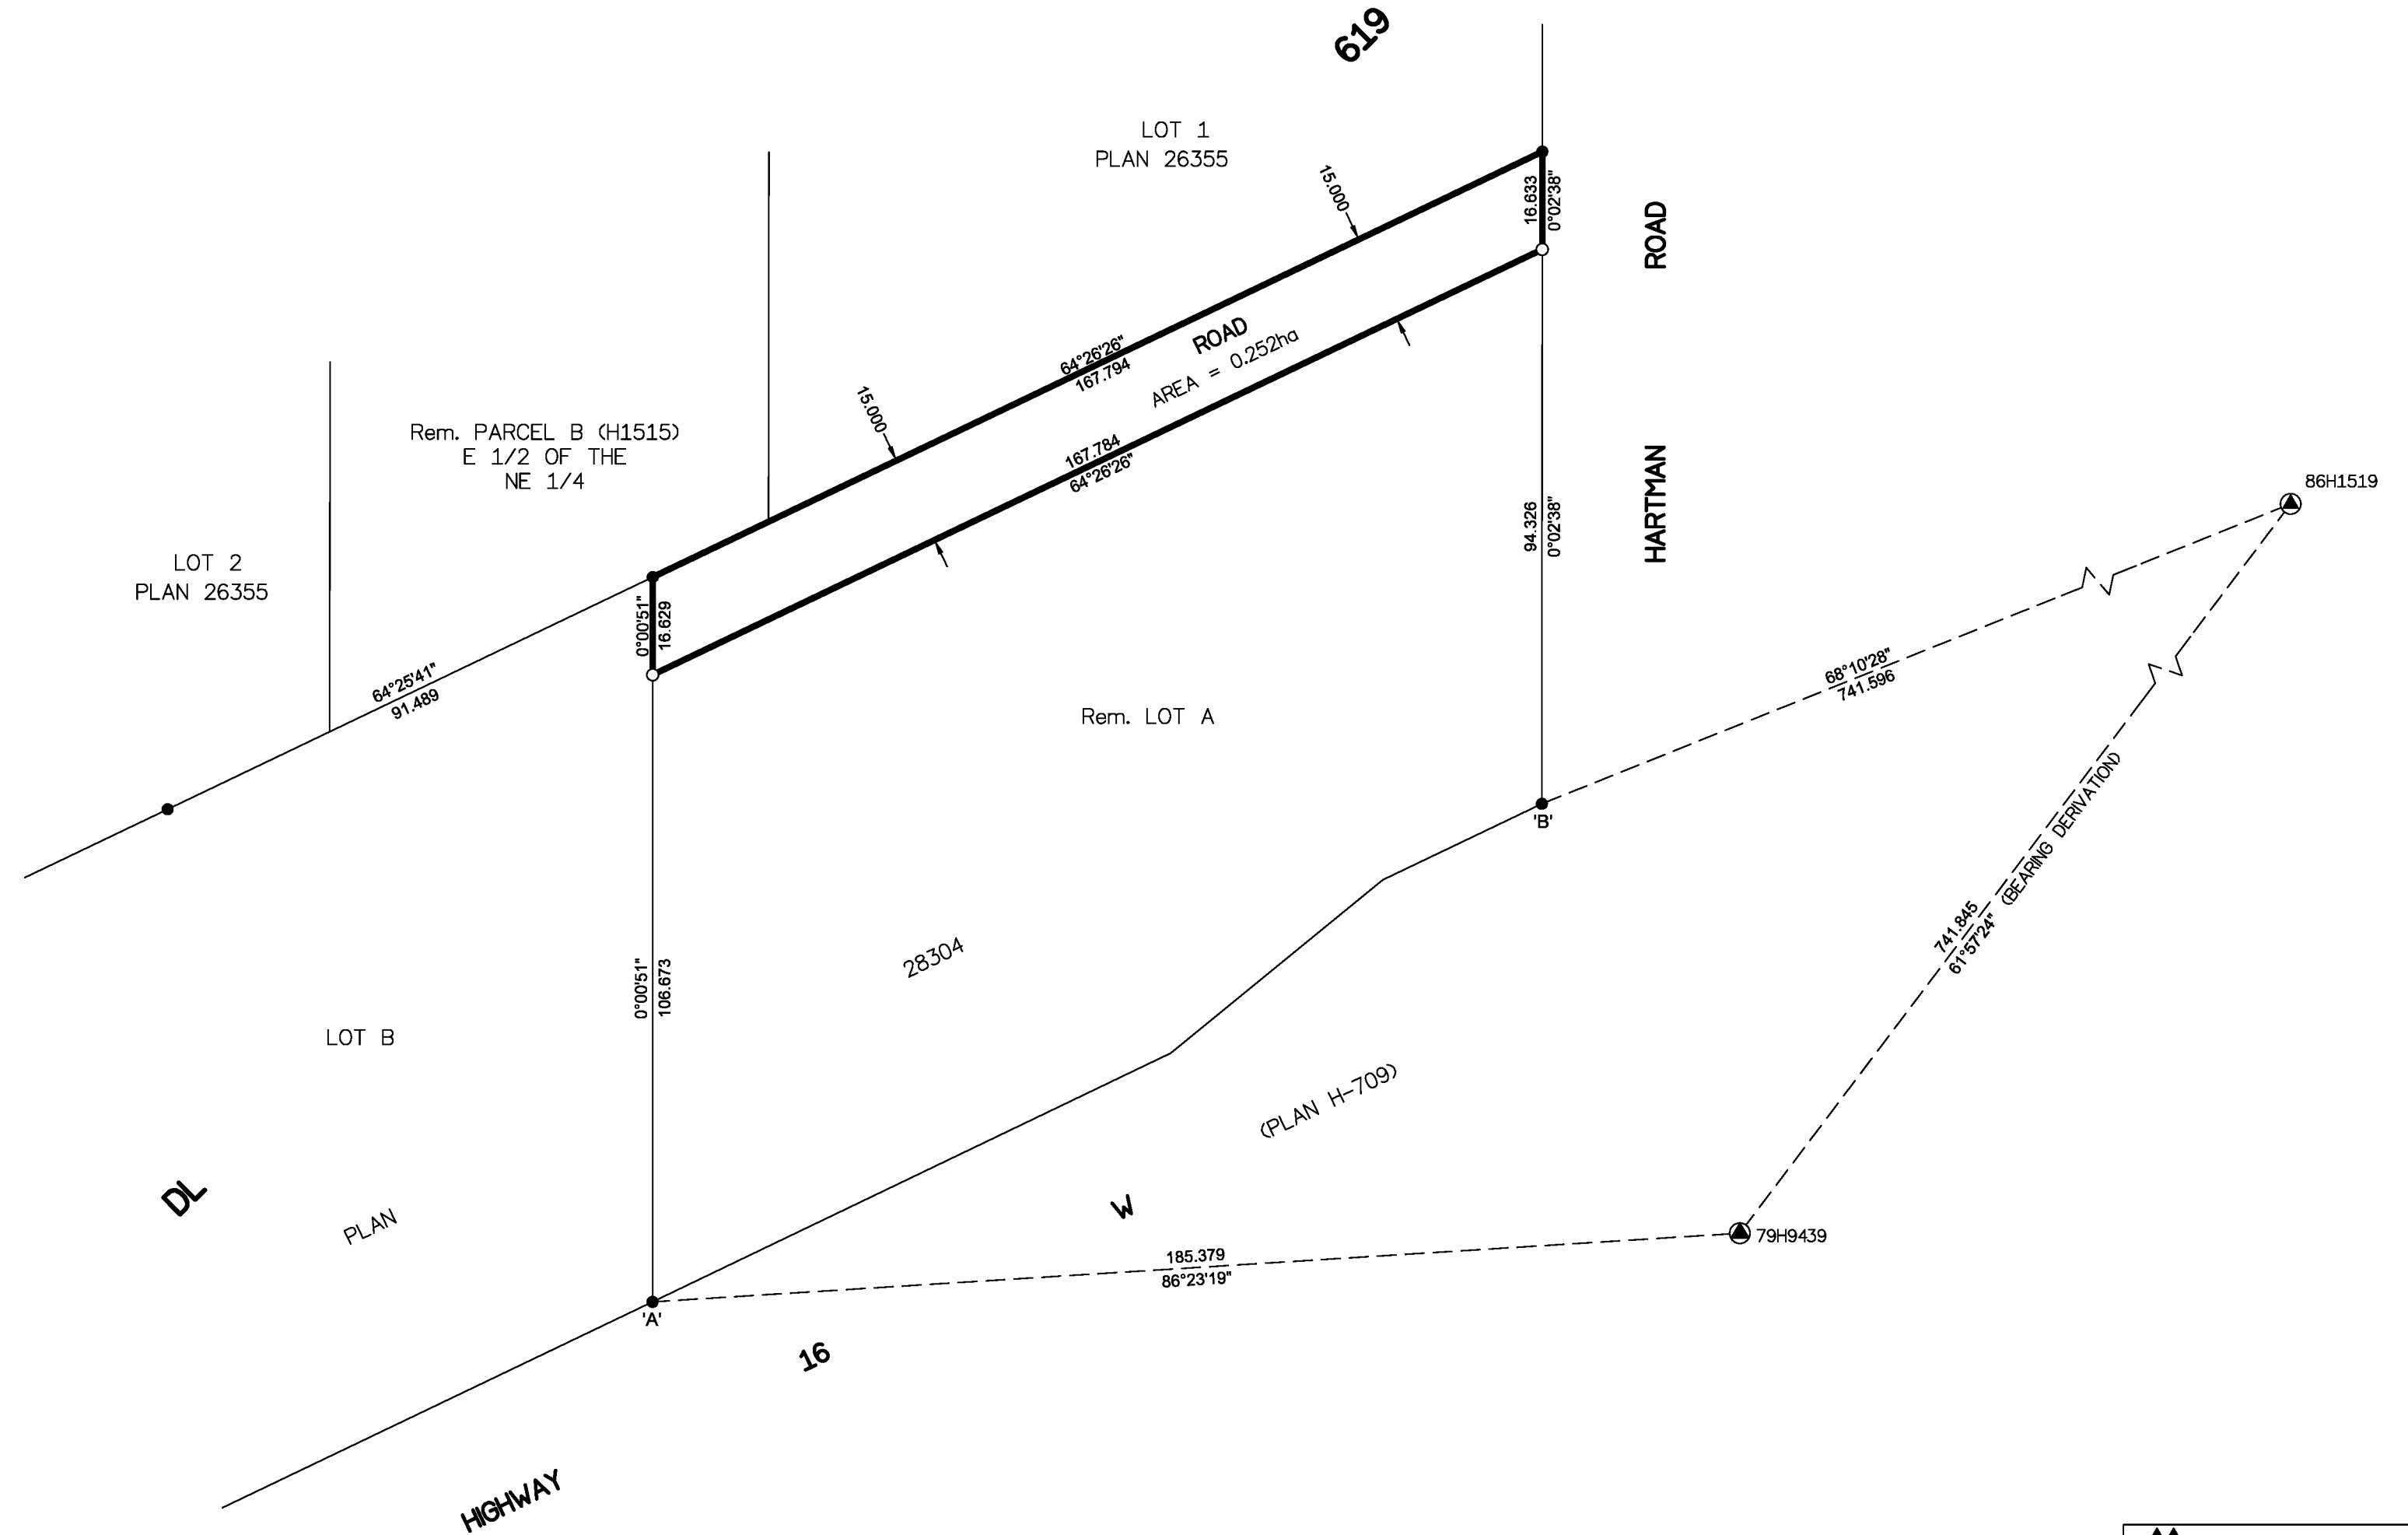 619
LOT 1
PLAN 26355
15.000
16.633
0°02'38"
ROAD
64°26'26"
167.794
ROAD
AREA = 0.252ha
15.000
Rem. PARCEL B (H1515)
E 1/2 OF THE
NE 1/4
167.784
64°26'26"
HARTMAN
94.326
0°02'38"
86H1519
LOT 2
PLAN 26355
0°00'51"
16.629
64°25'41"
91.489
68°10'28"
741.596
Rem. LOT A
'B'
741.845
61°57'24" (BEARING DERIVATION)
28304
0°00'51"
106.673
LOT B
(PLAN H-709)
DL
PLAN
W
79H9439
185.379
86°23'19"
'A'
16
HIGHWAY